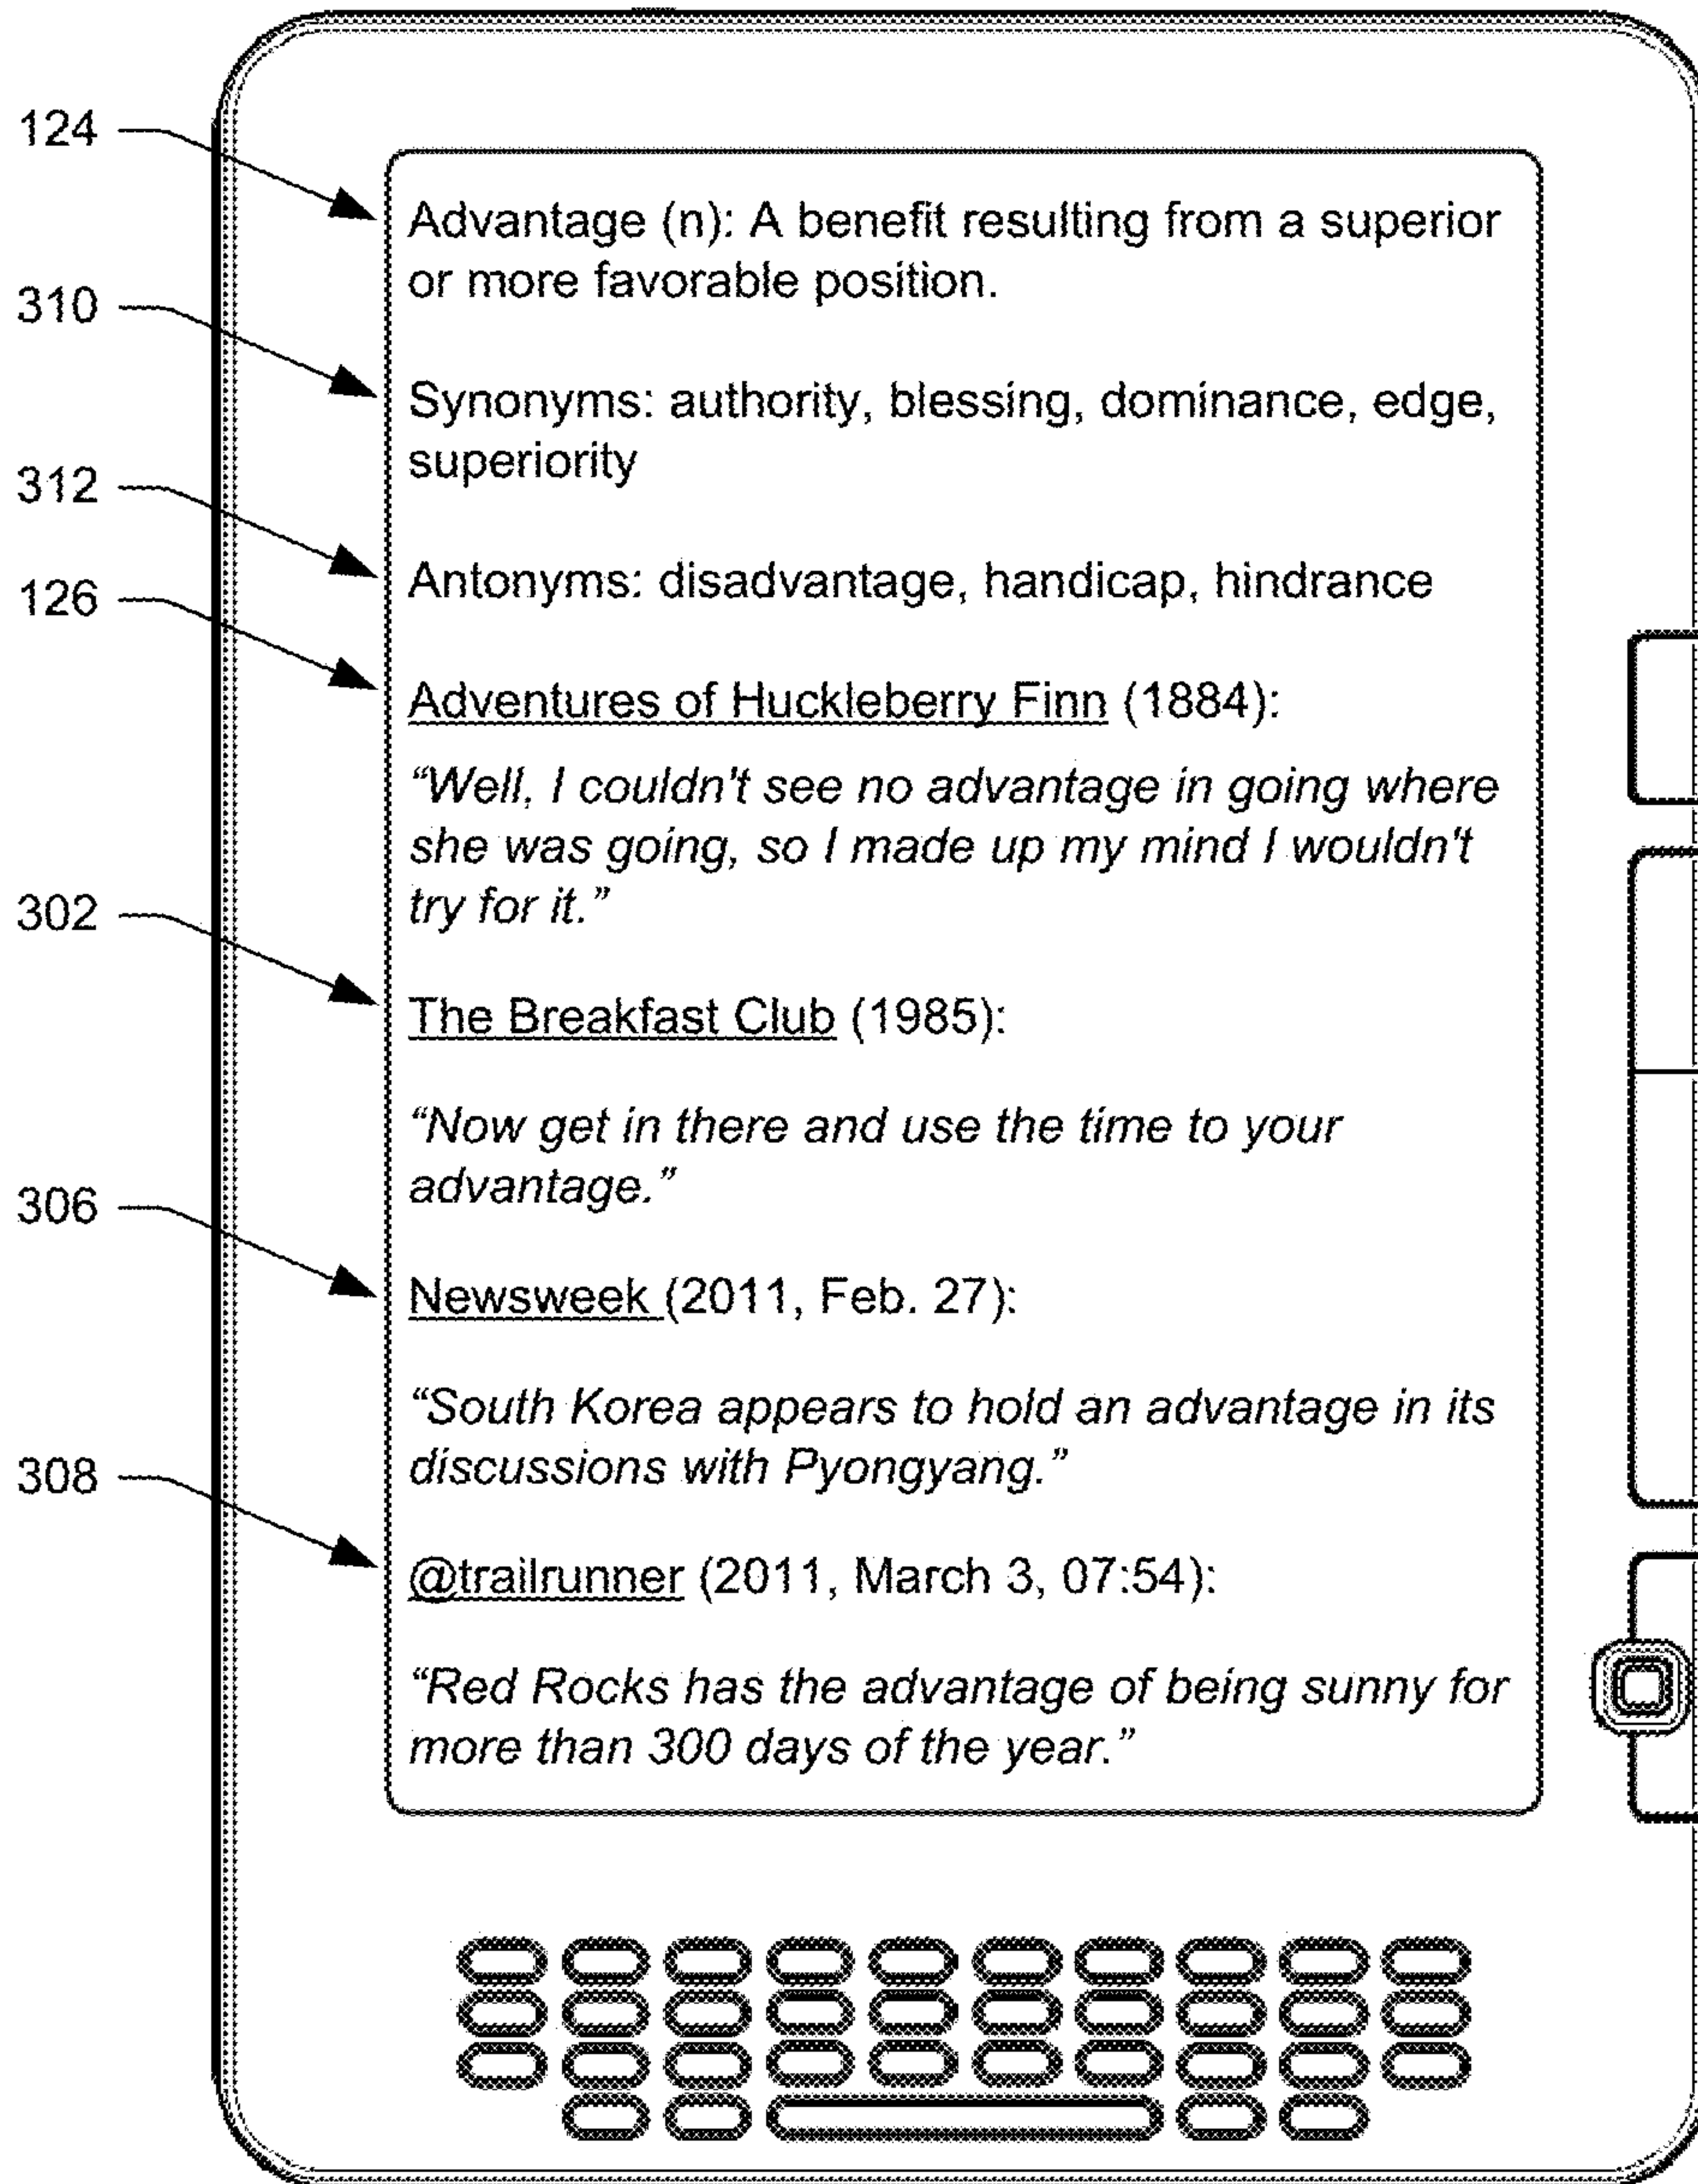 124
Advantage (n): A benefit resulting from a superior
or more favorable position.
310
Synonyms: authority, blessing, dominance, edge,
superiority
312
Antonyms: disadvantage, handicap, hindrance
126
Adventures of Huckleberry Finn (1884):
“Well, I couldn't see no advantage in going where
she was going, so I made up my mind I wouldn't
try for it.”
302
The Breakfast Club (1985):
“Now get in there and use the time to your
advantage.”
306
Newsweek (2011, Feb. 27):
“South Korea appears to hold an advantage in its
discussions with Pyongyang.”
308
@trailrunner (2011, March 3, 07:54):
“Red Rocks has the advantage of being sunny for
more than 300 days of the year.”